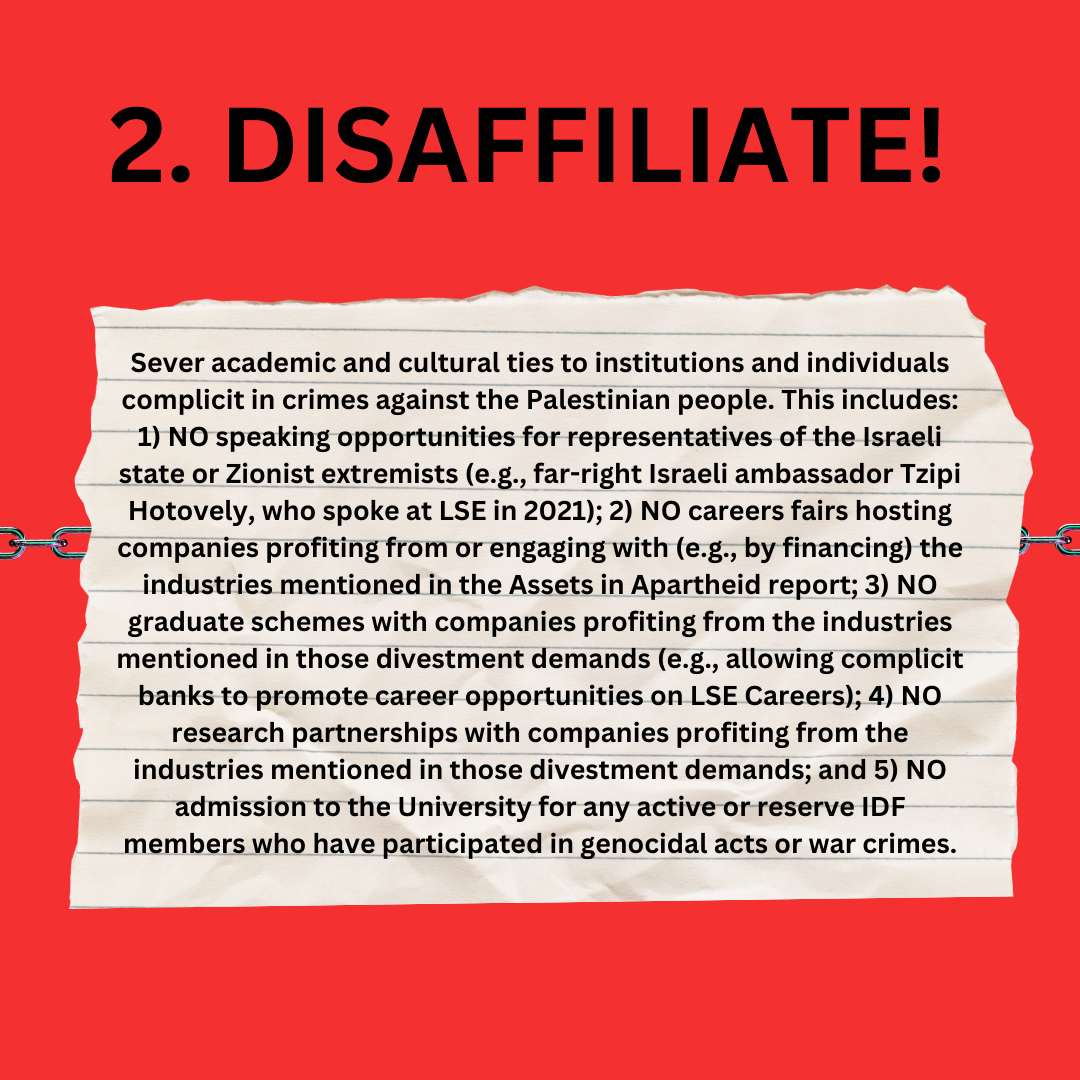 2. DISAFFILIATE!
Sever academic and cultural ties to institutions and individuals
complicit in crimes against the Palestinian people. This includes:
1) NO speaking opportunities for representatives of the Israeli
state or Zionist extremists (e.g., far-right Israeli ambassador Tzipi
Hotovely, who spoke at LSE in 2021); 2) NO careers fairs hosting
companies profiting from or engaging with (e.g., by financing) the
industries mentioned in the Assets in Apartheid report; 3) NO
graduate schemes with companies profiting from the industries
mentioned in those divestment demands (e.g., allowing complicit
banks to promote career opportunities on LSE Careers); 4) NO
research partnerships with companies profiting from the
industries mentioned in those divestment demands; and 5) NO
admission to the University for any active or reserve IDF
members who have participated in genocidal acts or war crimes.